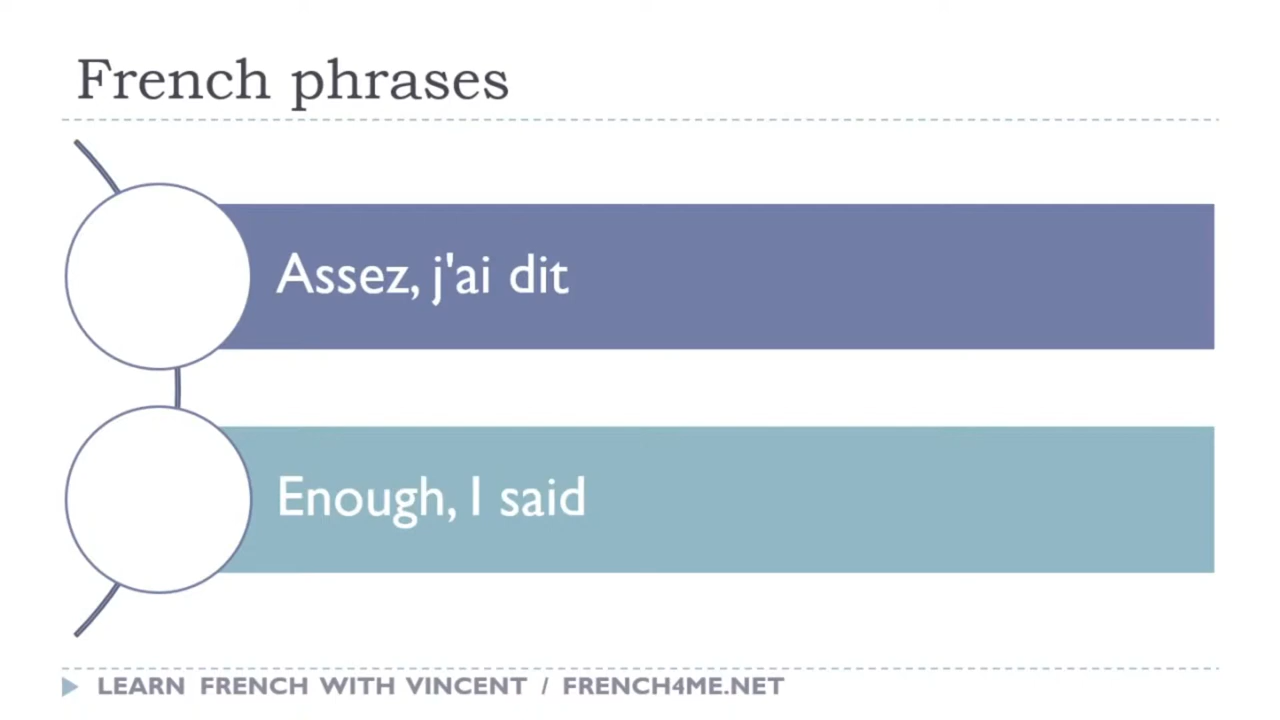 French phrases
Assez, j'ai dit
Enough, I said
LEARN FRENCH WITH VINCENT / FRENCH4ME.NET